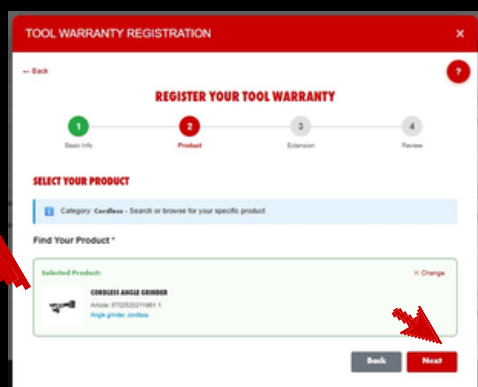 TOOL WARRANTY REGISTRATION ×
← Back ?
REGISTER YOUR TOOL WARRANTY
1 2 3 4
Basic Info Product Extension Review
SELECT YOUR PRODUCT
Category: Cordless - Search or browse for your specific product
Find Your Product *
Selected Product: × Change
CORDLESS ANGLE GRINDER
Angle grinder, cordless
Back Next